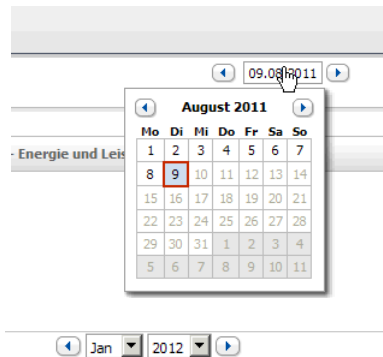 09.08.2011
August 2011
Mo Di Mi Do Fr Sa So
1 2 3 4 5 6 7
- Energie und Leis
8 9 10 11 12 13 14
15 16 17 18 19 20 21
22 23 24 25 26 27 28
29 30 31 1 2 3 4
5 6 7 8 9 10 11
Jan 2012